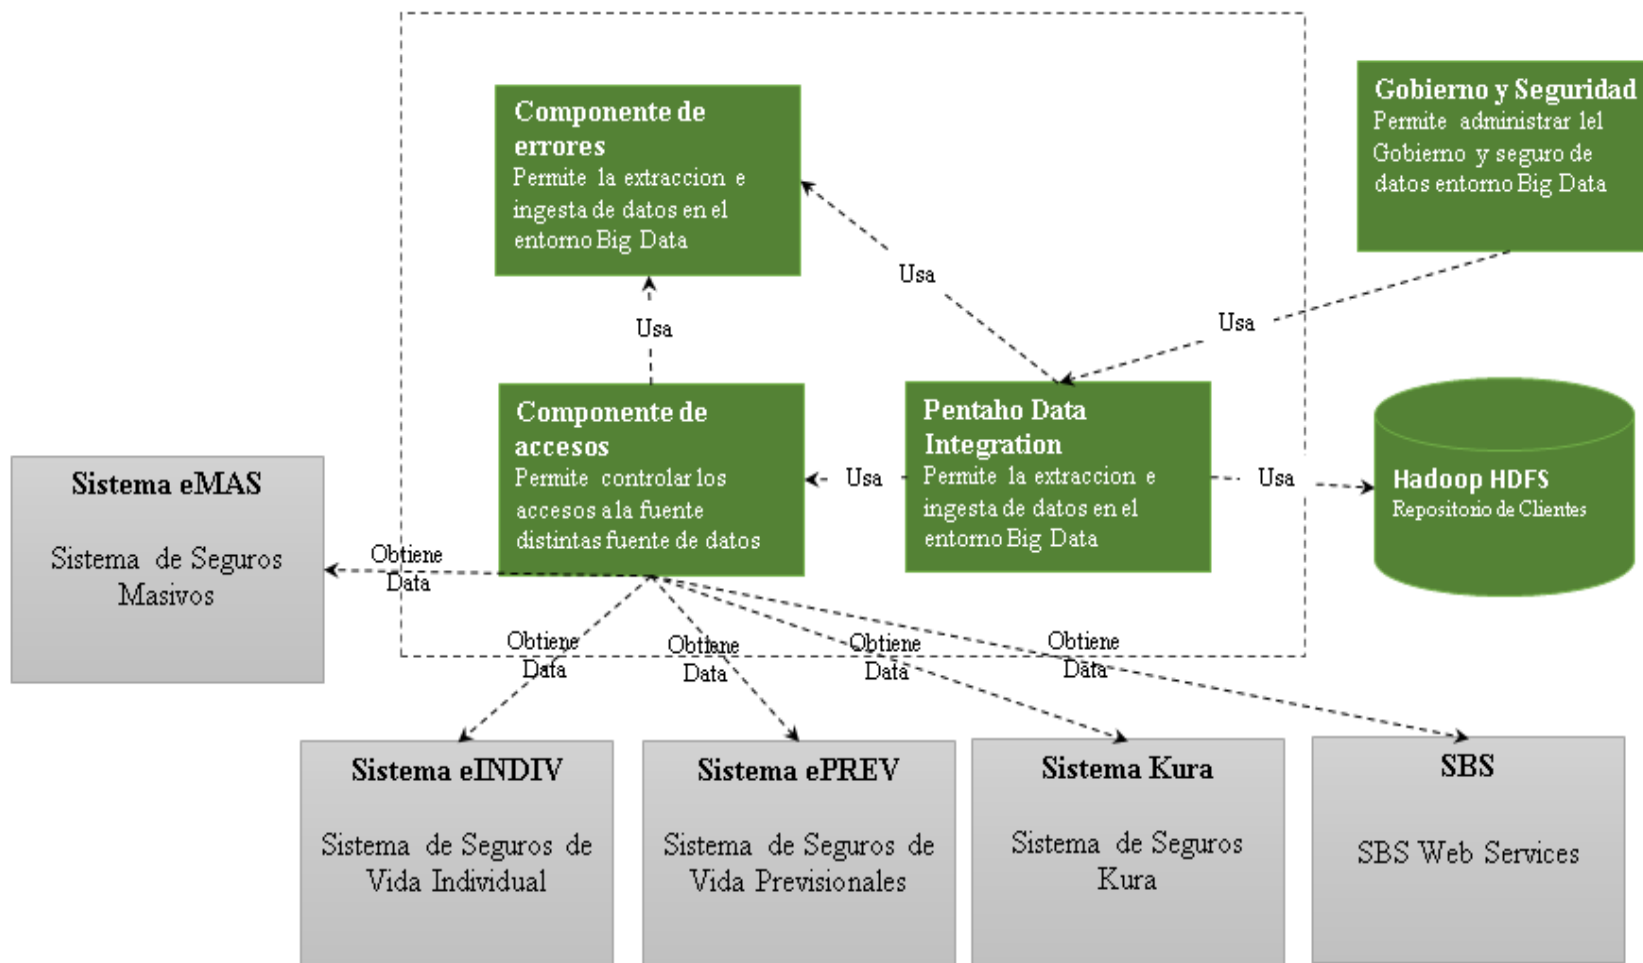 Componente de
errores
Permite la extraccion e
ingesta de datos en el
entorno Big Data
Gobierno y Seguridad
Permite administrar lel
Gobierno y seguro de
datos entorno Big Data
Usa
Usa
Usa
Componente de
accesos
Permite controlar los
accesos a la fuente
distintas fuente de datos
Usa
Pentaho Data
Integration
Permite la extraccion e
ingesta de datos en el
entorno Big Data
Usa
Hadoop HDFS
Repositorio de Clientes
Sistema eMAS
Sistema de Seguros
Masivos
Obtiene
Data
Obtiene
Data
Obtiene
Data
Obtiene
Data
Obtiene
Data
Sistema eINDIV
Sistema de Seguros de
Vida Individual
Sistema ePREV
Sistema de Seguros de
Vida Previsionales
Sistema Kura
Sistema de Seguros
Kura
SBS
SBS Web Services